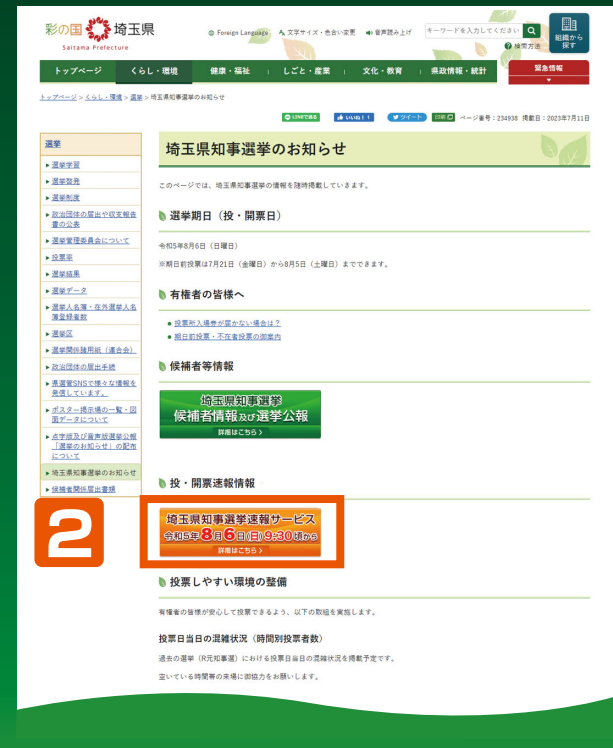 彩の国 埼玉県
Saitama Prefecture
Foreign Language 文字サイズ・色合い変更 音声読み上げ
キーワードを入力してください
検索方法
組織から
探す
トップページ くらし・環境 健康・福祉 しごと・産業 文化・教育 県政情報・統計 緊急情報
トップページ > くらし・環境 > 選挙 > 埼玉県知事選挙のお知らせ
LINEで送る いいね！ 1 ツイート 印刷 ページ番号：234938 掲載日：2023年7月11日
選挙
選挙学習
選挙啓発
選挙制度
政治団体の届出や収支報告
書の公表
選挙管理委員会について
投票率
選挙結果
選挙データ
選挙人名簿・在外選挙人名
簿登録者数
選挙区
選挙関係諸用紙（連合会）
政治団体の届出手続
県選管SNSで様々な情報を
発信しています。
ポスター掲示場の一覧・図
面データについて
点字版及び音声版選挙公報
「選挙のお知らせ」の配布
について
埼玉県知事選挙のお知らせ
候補者関係届出書類
埼玉県知事選挙のお知らせ
このページでは、埼玉県知事選挙の情報を随時掲載していきます。
選挙期日（投・開票日）
令和5年8月6日（日曜日）
※期日前投票は7月21日（金曜日）から8月5日（土曜日）までできます。
有権者の皆様へ
投票所入場券が届かない場合は？
期日前投票・不在者投票の御案内
候補者等情報
埼玉県知事選挙
候補者情報及び選挙公報
詳細はこちら
投・開票速報情報
2
埼玉県知事選挙速報サービス
令和5年8月6日(日)9:30頃から
詳細はこちら
投票しやすい環境の整備
有権者の皆様が安心して投票できるよう、以下の取組を実施します。
投票日当日の混雑状況（時間別投票者数）
過去の選挙（R元知事選）における投票日当日の混雑状況を掲載予定です。
空いている時間帯の来場に御協力をお願いします。